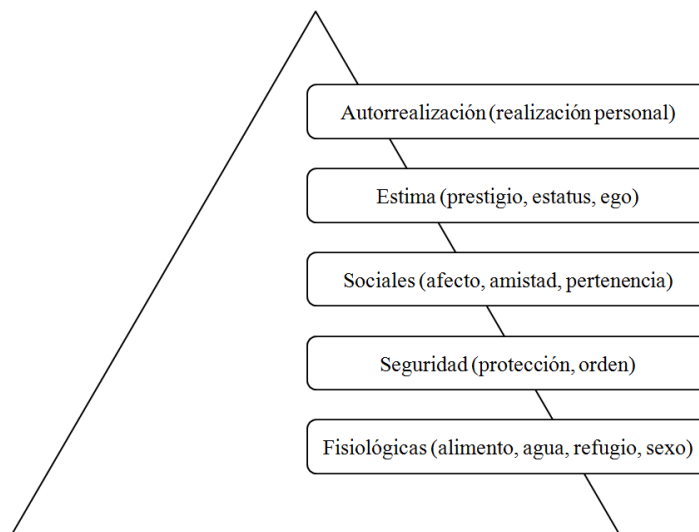 Autorrealización (realización personal)
Estima (prestigio, estatus, ego)
Sociales (afecto, amistad, pertenencia)
Seguridad (protección, orden)
Fisiológicas (alimento, agua, refugio, sexo)